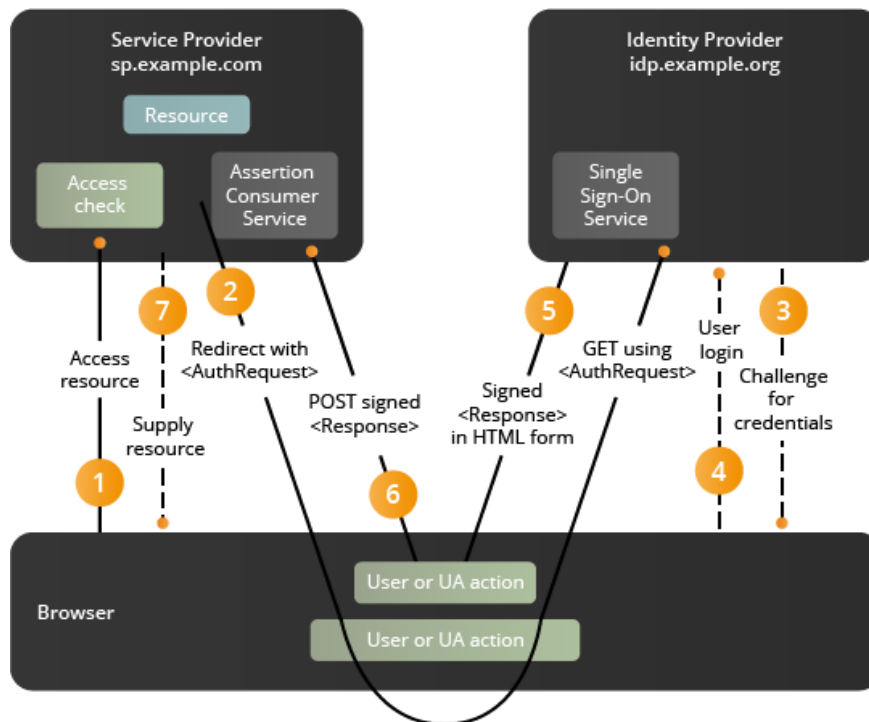 Service Provider
sp.example.com
Resource
Access
check
Assertion
Consumer
Service
Identity Provider
idp.example.org
Single
Sign-On
Service
2
7
5
3
Redirect with
<AuthRequest>
GET using
<AuthRequest>
User
login
Access
resource
POST signed
<Response>
Signed
<Response>
in HTML form
Challenge
for
credentials
Supply
resource
1
6
4
User or UA action
Browser
User or UA action